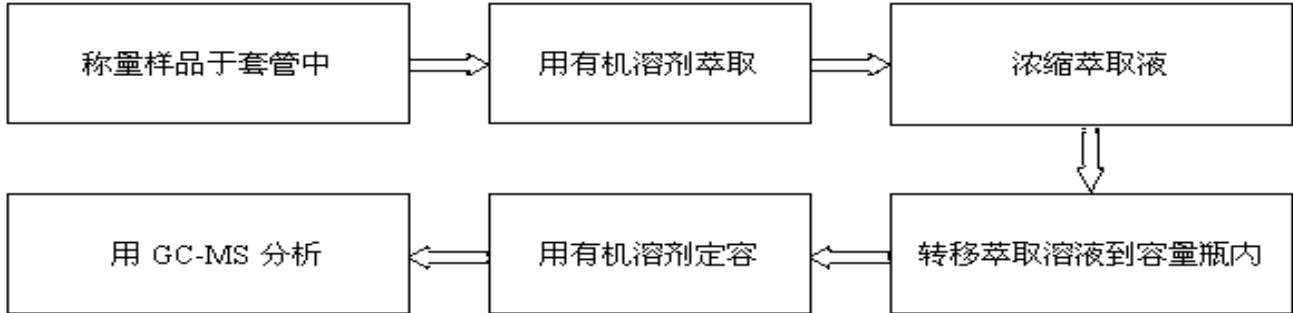 称量样品于套管中
用有机溶剂萃取
浓缩萃取液
转移萃取溶液到容量瓶内
用有机溶剂定容
用 GC-MS 分析